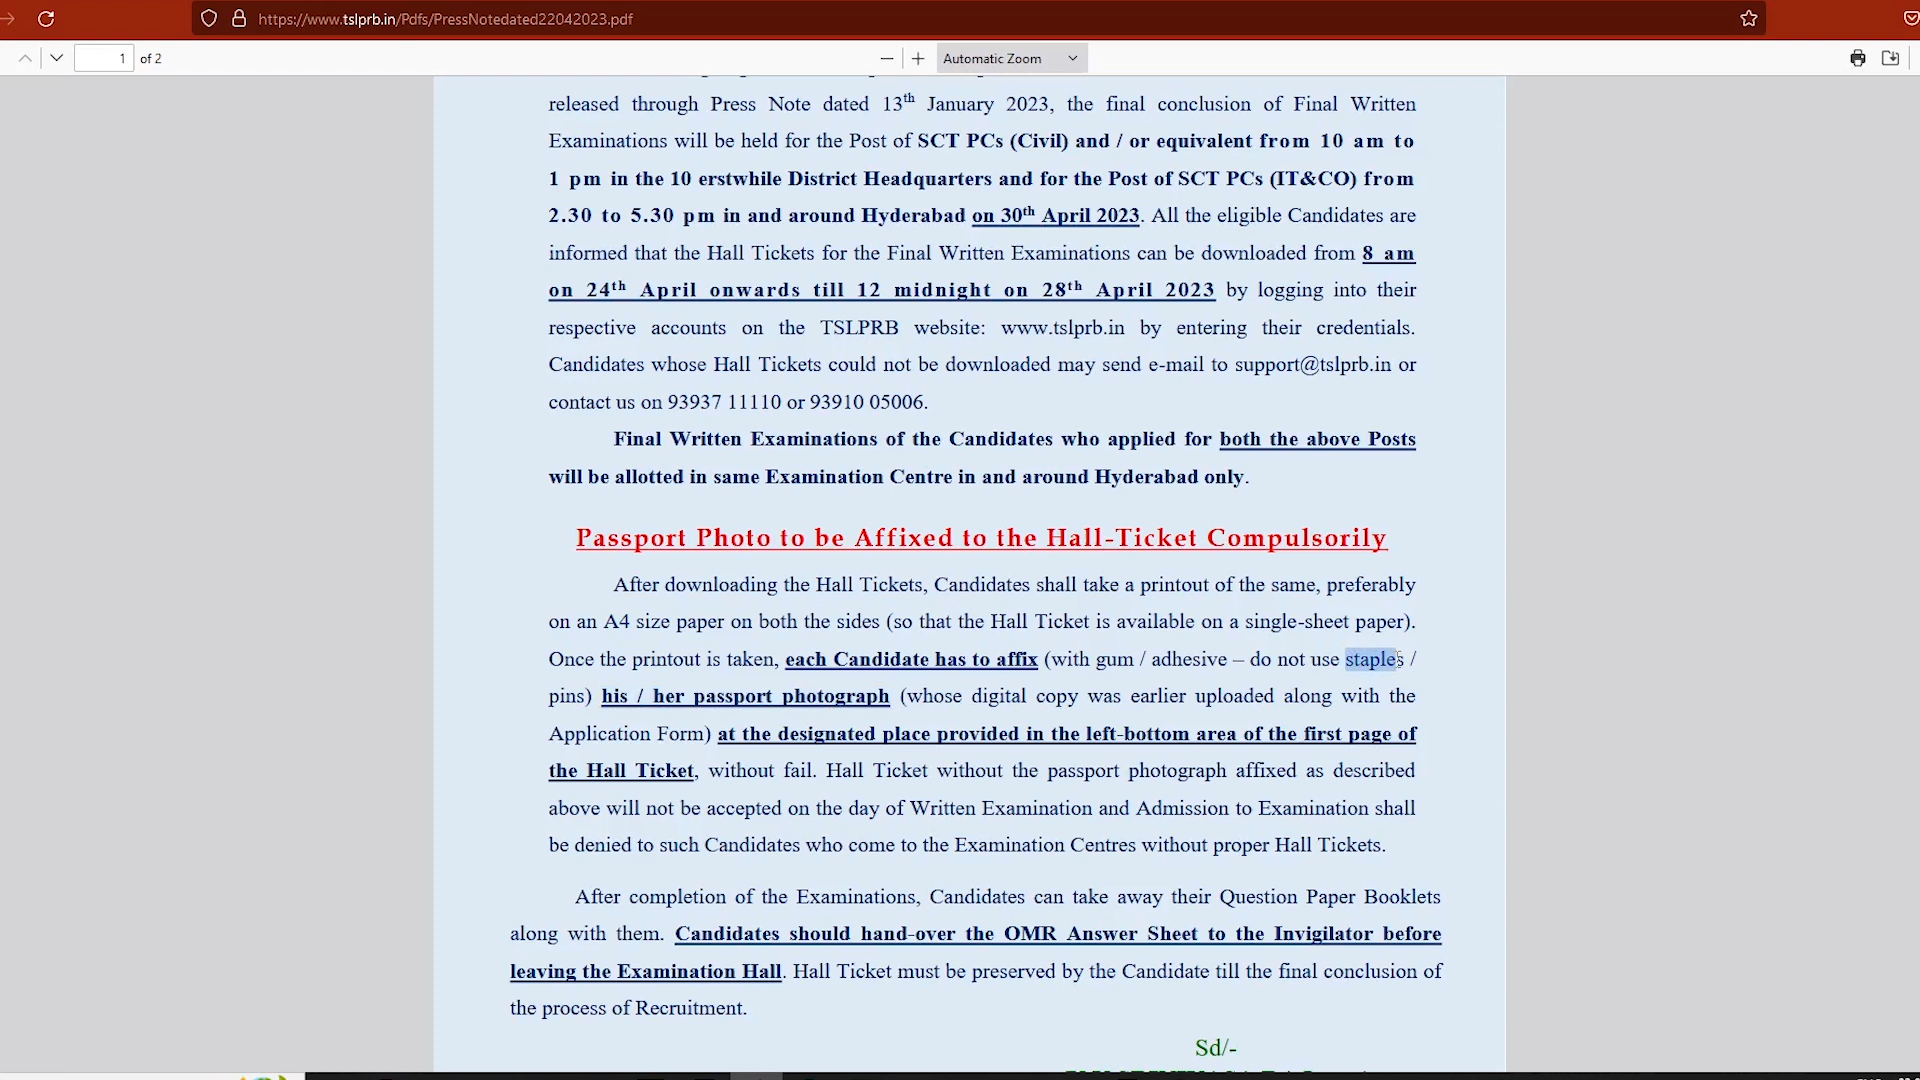 https://www.tslprb.in/Pdfs/PressNotedated22042023.pdf
1 of 2
Automatic Zoom
released through Press Note dated 13th January 2023, the final conclusion of Final Written
Examinations will be held for the Post of SCT PCs (Civil) and / or equivalent from 10 am to
1 pm in the 10 erstwhile District Headquarters and for the Post of SCT PCs (IT&CO) from
2.30 to 5.30 pm in and around Hyderabad on 30th April 2023. All the eligible Candidates are
informed that the Hall Tickets for the Final Written Examinations can be downloaded from 8 am
on 24th April onwards till 12 midnight on 28th April 2023 by logging into their
respective accounts on the TSLPRB website: www.tslprb.in by entering their credentials.
Candidates whose Hall Tickets could not be downloaded may send e-mail to support@tslprb.in or
contact us on 93937 11110 or 93910 05006.
Final Written Examinations of the Candidates who applied for both the above Posts
will be allotted in same Examination Centre in and around Hyderabad only.
Passport Photo to be Affixed to the Hall-Ticket Compulsorily
After downloading the Hall Tickets, Candidates shall take a printout of the same, preferably
on an A4 size paper on both the sides (so that the Hall Ticket is available on a single-sheet paper).
Once the printout is taken, each Candidate has to affix (with gum / adhesive – do not use staples /
pins) his / her passport photograph (whose digital copy was earlier uploaded along with the
Application Form) at the designated place provided in the left-bottom area of the first page of
the Hall Ticket, without fail. Hall Ticket without the passport photograph affixed as described
above will not be accepted on the day of Written Examination and Admission to Examination shall
be denied to such Candidates who come to the Examination Centres without proper Hall Tickets.
After completion of the Examinations, Candidates can take away their Question Paper Booklets
along with them. Candidates should hand-over the OMR Answer Sheet to the Invigilator before
leaving the Examination Hall. Hall Ticket must be preserved by the Candidate till the final conclusion of
the process of Recruitment.
Sd/-